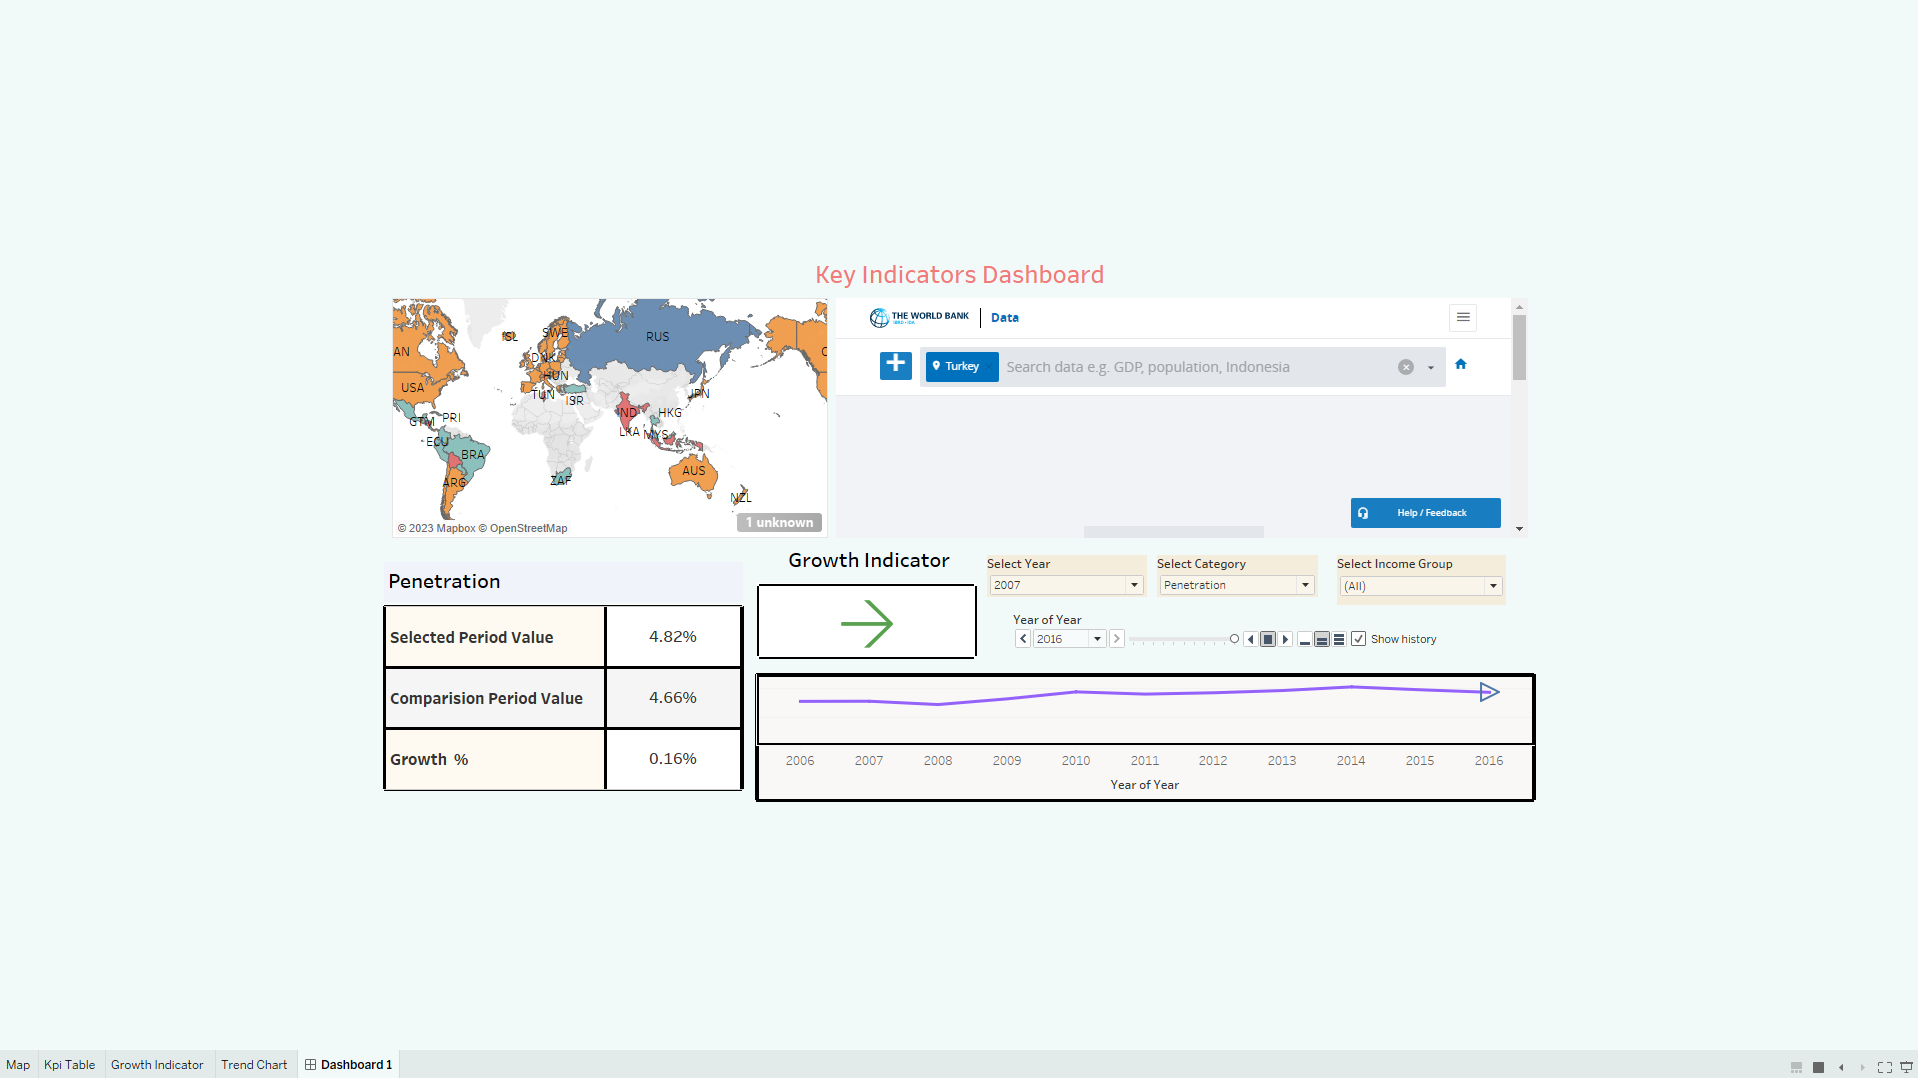 Key Indicators Dashboard
ISL
SWE
RUS
AN
DNK
HUN
USA
TUN
ISR
JPN
IND
HKG
GTM
PRI
LKA
MYS
ECU
BRA
AUS
ARG
ZAF
NZL
1 unknown
© 2023 Mapbox © OpenStreetMap
THE WORLD BANK
IBRD • IDA
Data
Turkey
Search data e.g. GDP, population, Indonesia
Help / Feedback
Penetration
Selected Period Value 4.82%
Comparision Period Value 4.66%
Growth % 0.16%
Growth Indicator
Select Year
2007
Select Category
Penetration
Select Income Group
(All)
Year of Year
2016
Show history
2006 2007 2008 2009 2010 2011 2012 2013 2014 2015 2016
Year of Year
Map Kpi Table Growth Indicator Trend Chart Dashboard 1